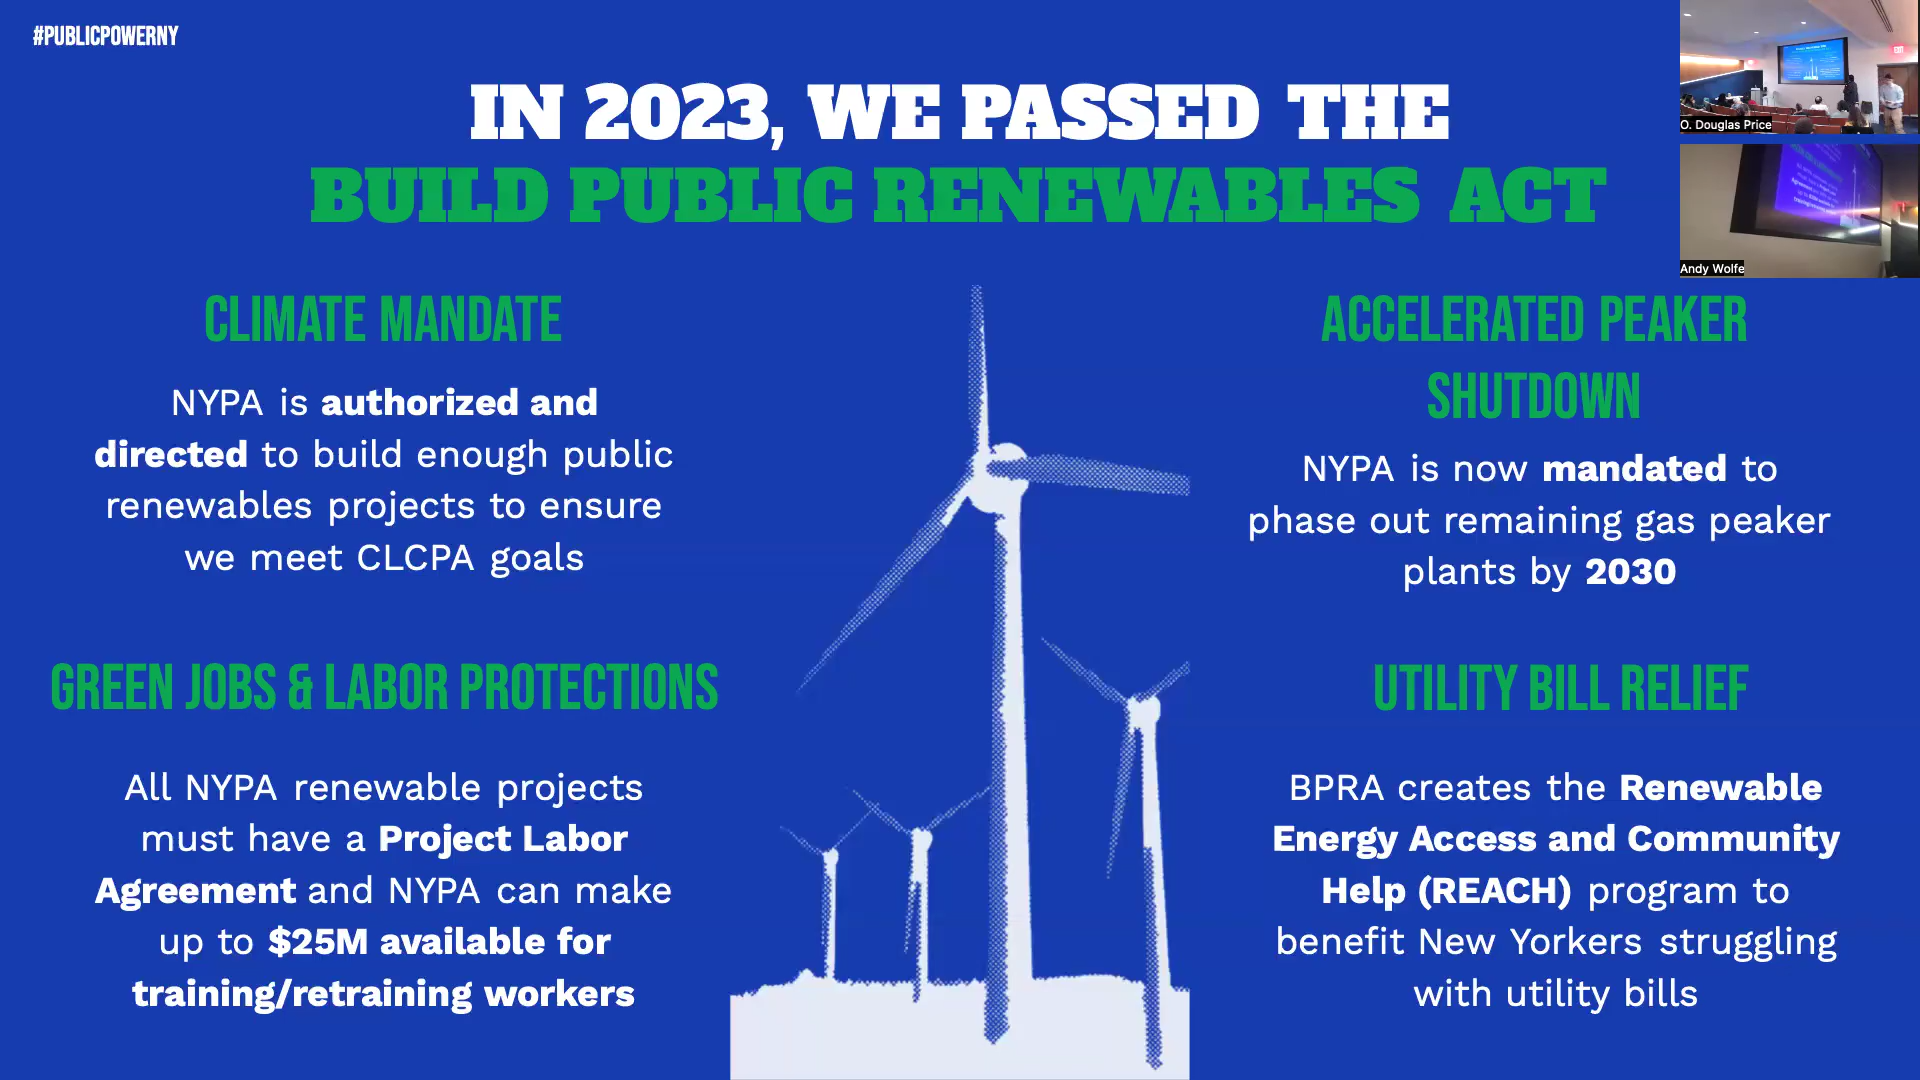 #PUBLICPOWERNY
IN 2023, WE PASSED THE
BUILD PUBLIC RENEWABLES ACT
CLIMATE MANDATE
NYPA is authorized and
directed to build enough public
renewables projects to ensure
we meet CLCPA goals
GREEN JOBS & LABOR PROTECTIONS
All NYPA renewable projects
must have a Project Labor
Agreement and NYPA can make
up to $25M available for
training/retraining workers
ACCELERATED PEAKER
SHUTDOWN
NYPA is now mandated to
phase out remaining gas peaker
plants by 2030
UTILITY BILL RELIEF
BPRA creates the Renewable
Energy Access and Community
Help (REACH) program to
benefit New Yorkers struggling
with utility bills
O. Douglas Price
EXIT
Andy Wolfe